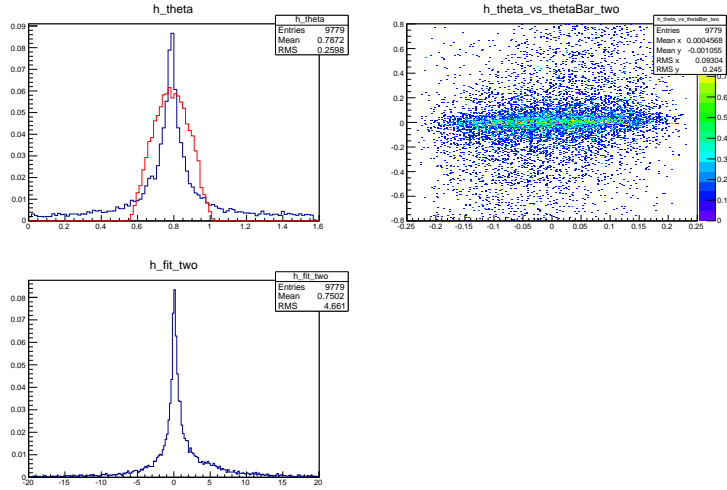 h_theta
h_theta
Entries 9779
Mean 0.7872
RMS 0.2598
0.09
0.08
0.07
0.06
0.05
0.04
0.03
0.02
0.01
0
0 0.2 0.4 0.6 0.8 1 1.2 1.4 1.6
h_theta_vs_thetaBar_two
h_theta_vs_thetaBar_two
Entries 9779
Mean x 0.0004568
Mean y -0.001055
RMS x 0.09304
RMS y 0.245
0.8
0.6
0.4
0.2
0
-0.2
-0.4
-0.6
-0.8
-0.25 -0.2 -0.15 -0.1 -0.05 0 0.05 0.1 0.15 0.2 0.25
0.7
0.6
0.5
0.4
0.3
0.2
0.1
0
h_fit_two
h_fit_two
Entries 9779
Mean 0.7502
RMS 4.661
0.08
0.07
0.06
0.05
0.04
0.03
0.02
0.01
0
-20 -15 -10 -5 0 5 10 15 20